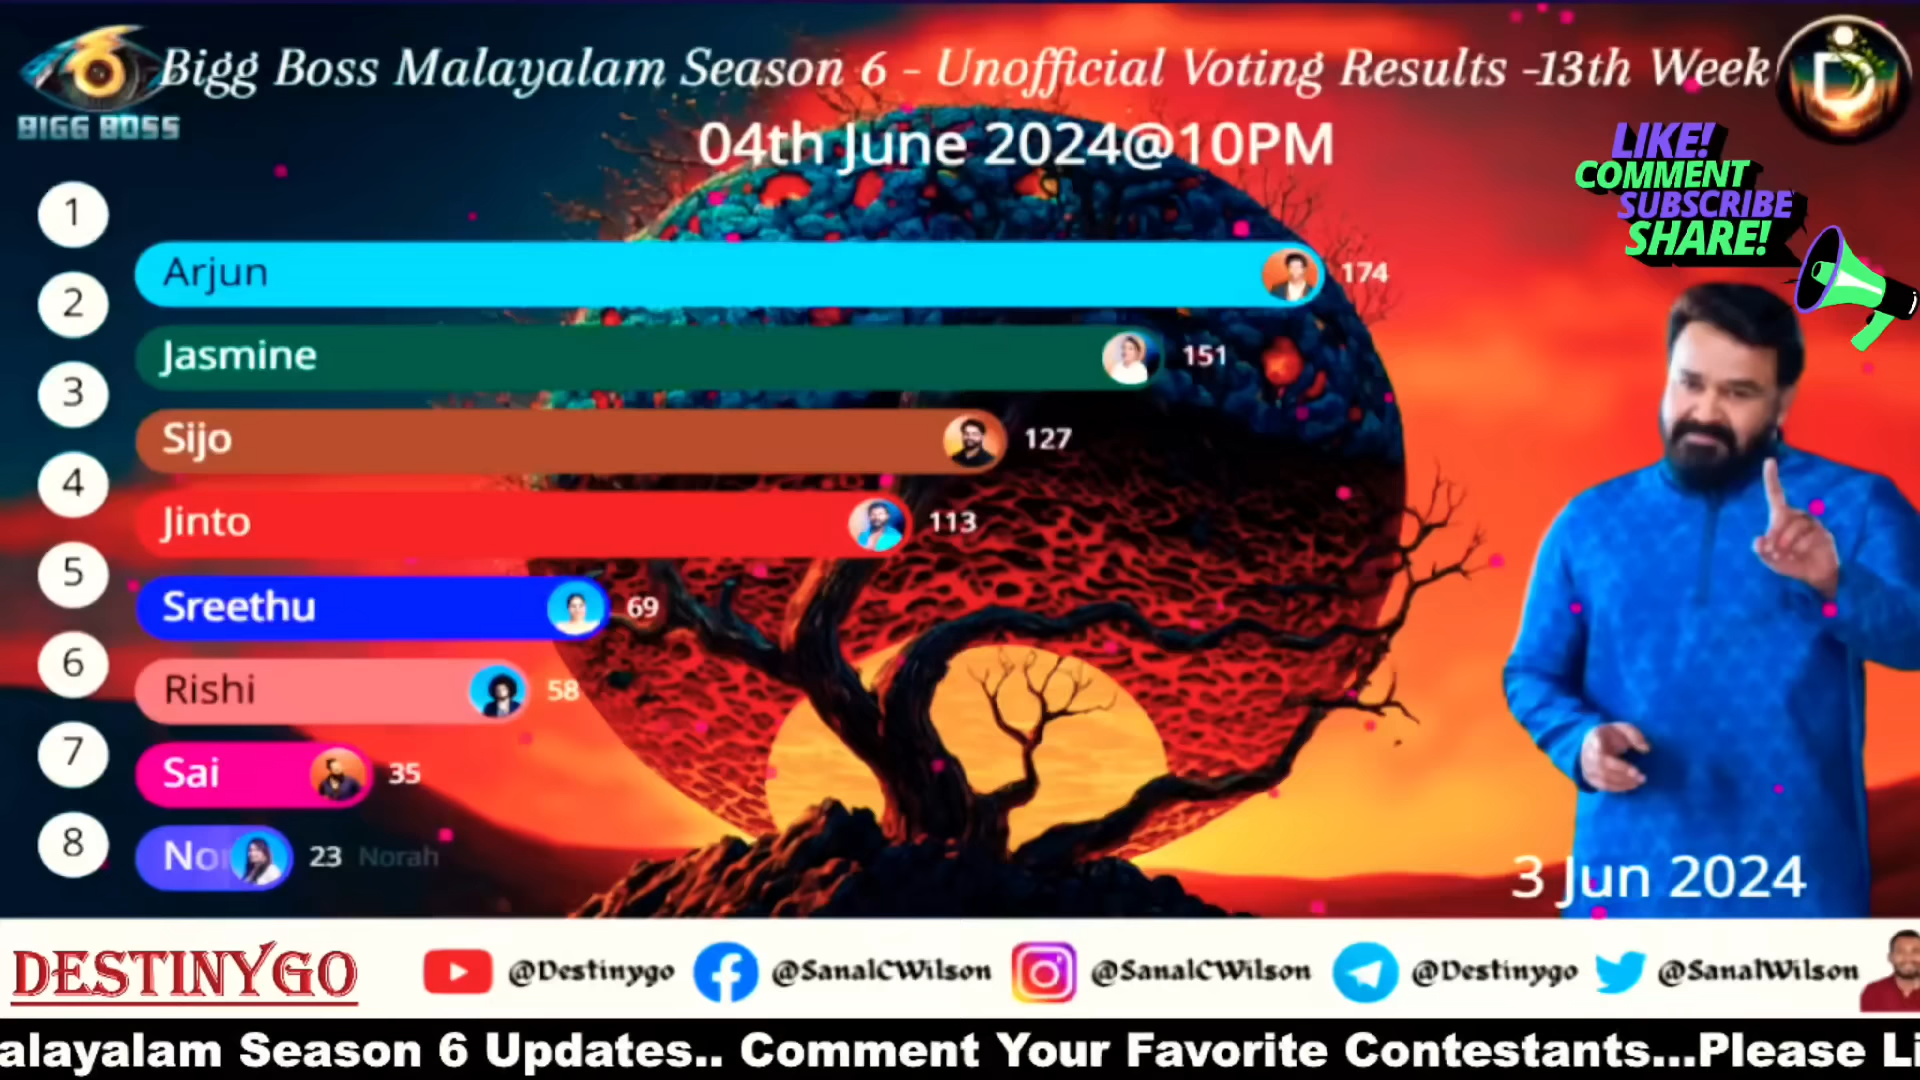 Bigg Boss Malayalam Season 6 - Unofficial Voting Results -13th Week
BIGG BOSS
04th June 2024@10PM
LIKE!
COMMENT
SUBSCRIBE
SHARE!
1
Arjun 174
2
Jasmine 151
3
Sijo 127
4
Jinto 113
5
Sreethu 69
6
Rishi 58
7
Sai 35
8
Nor 23 Norah
3 Jun 2024
DESTINYGO @Destinygo @SanalCWilson @SanalCWilson @Destinygo @SanalWilson
alayalam Season 6 Updates.. Comment Your Favorite Contestants...Please Li